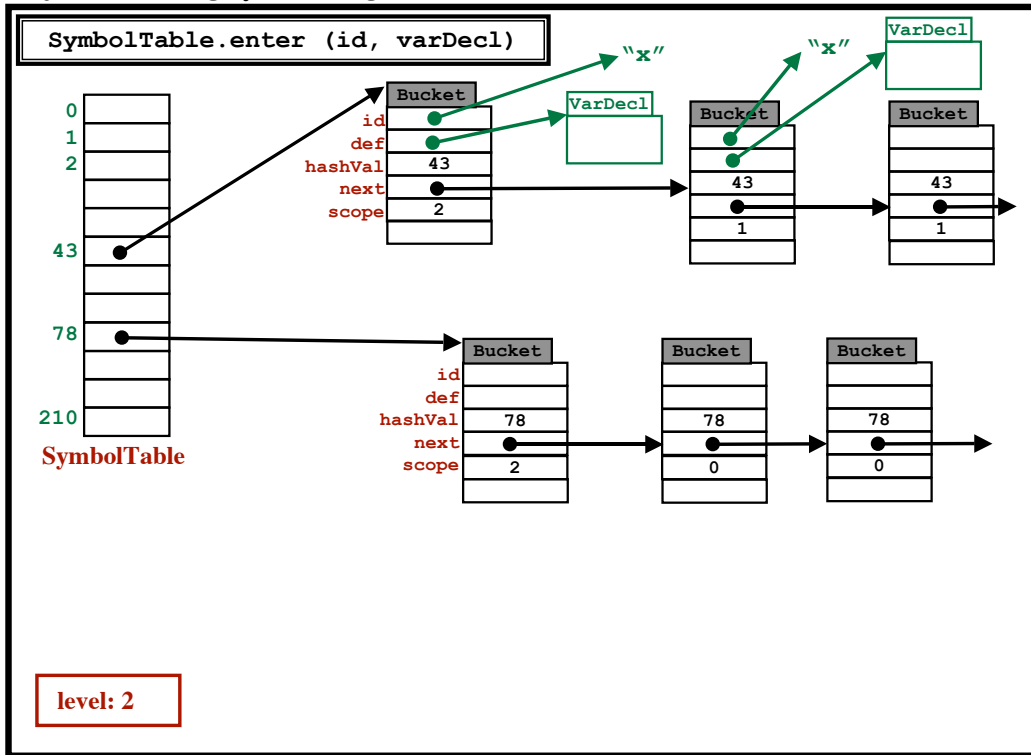 SymbolTable.enter (id, varDecl)
"x"
"x"
VarDecl
Bucket
VarDecl
Bucket
Bucket
0
1
2
43
78
210
SymbolTable
id
def
hashVal 43
next
scope 2
43
1
43
1
Bucket
Bucket
Bucket
id
def
hashVal 78 78 78
next
scope 2 0 0
level: 2